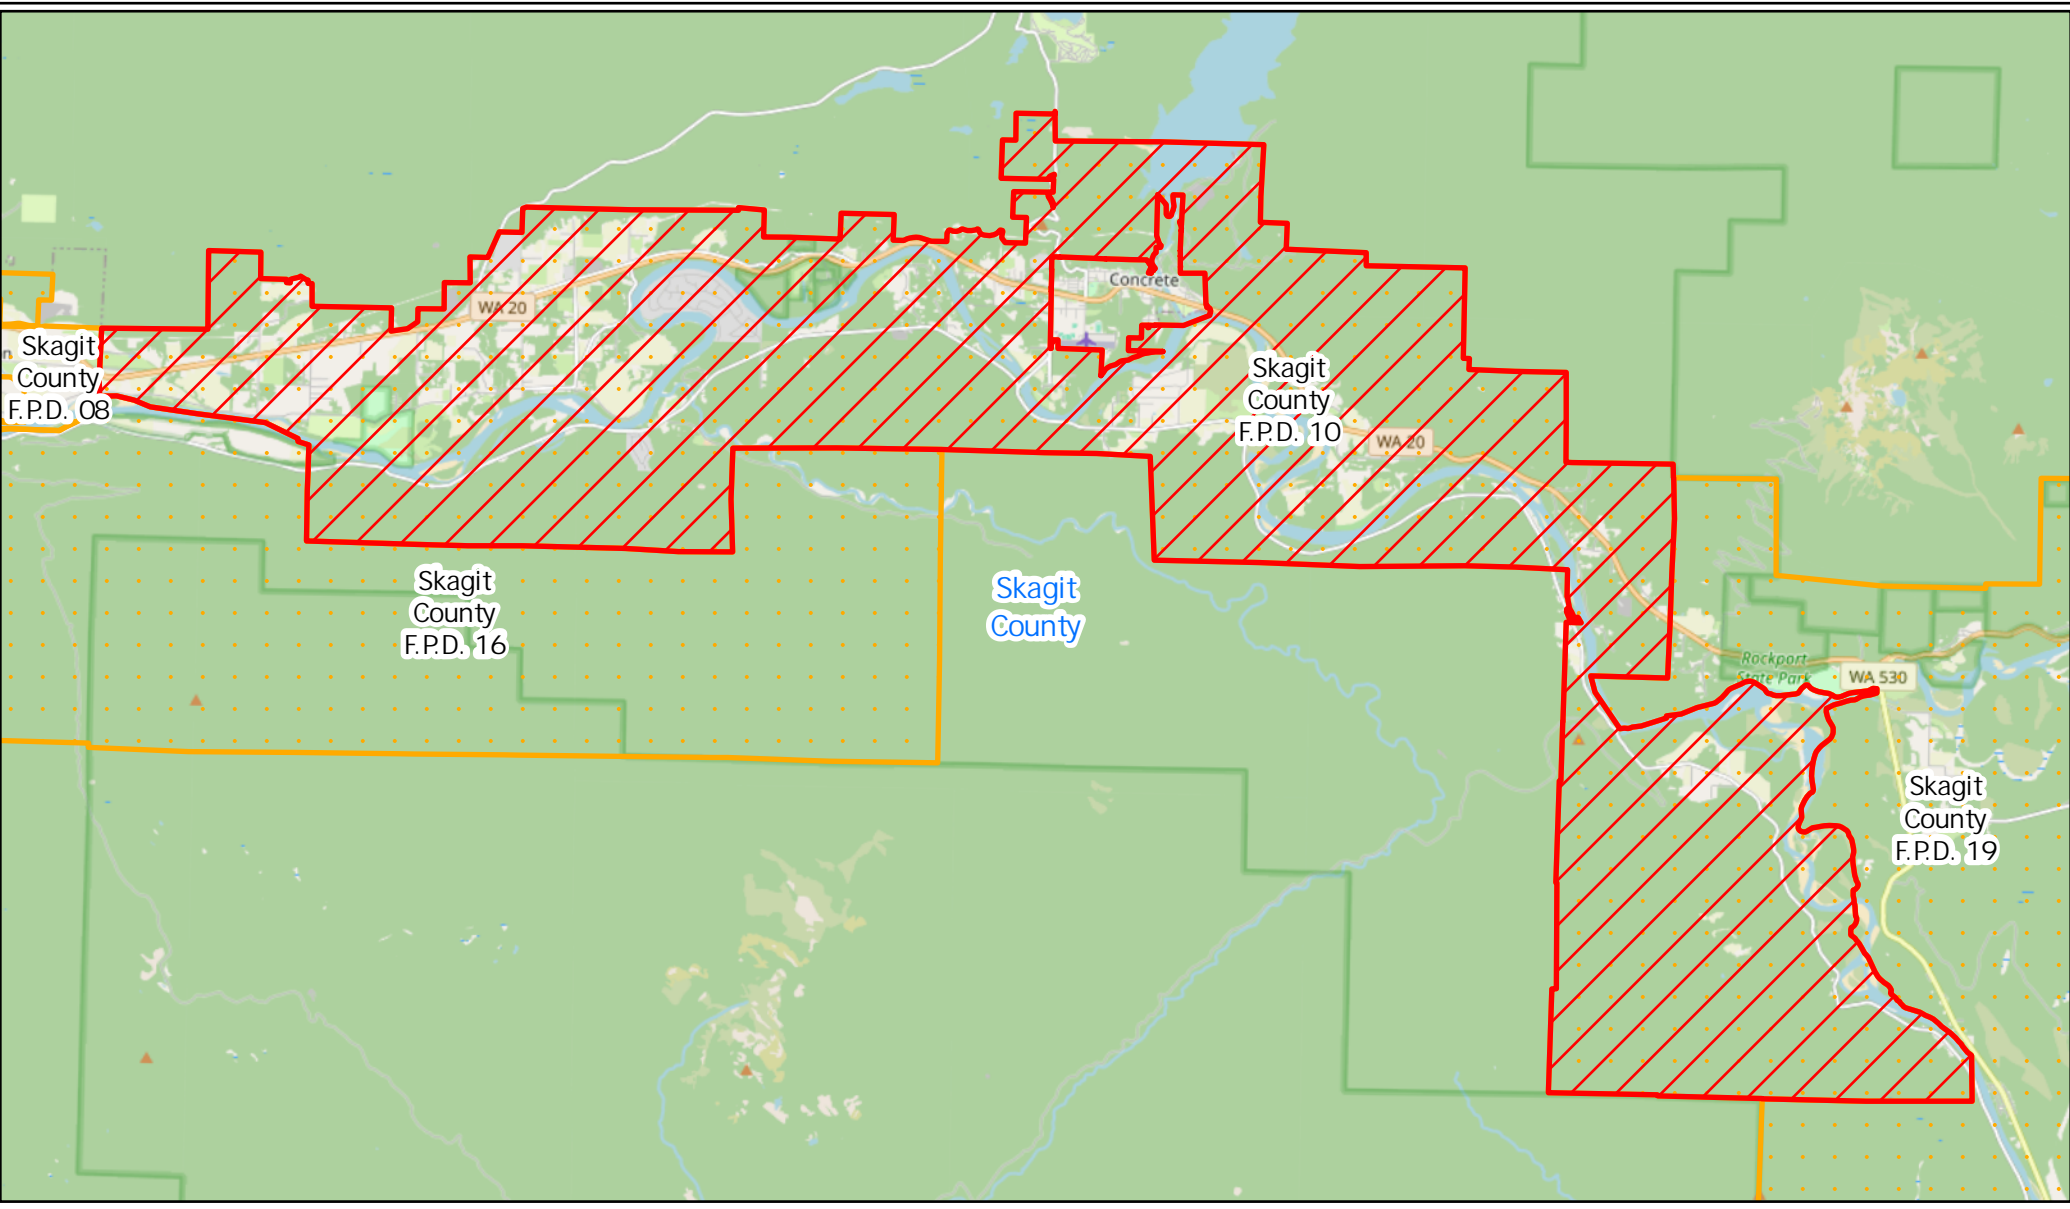 Concrete
WA 20
Skagit
County
F.P.D. 08
Skagit
County
F.P.D. 10
WA 20
Skagit
County
F.P.D. 16
Skagit
County
Rockport
State Park
WA 530
Skagit
County
F.P.D. 19